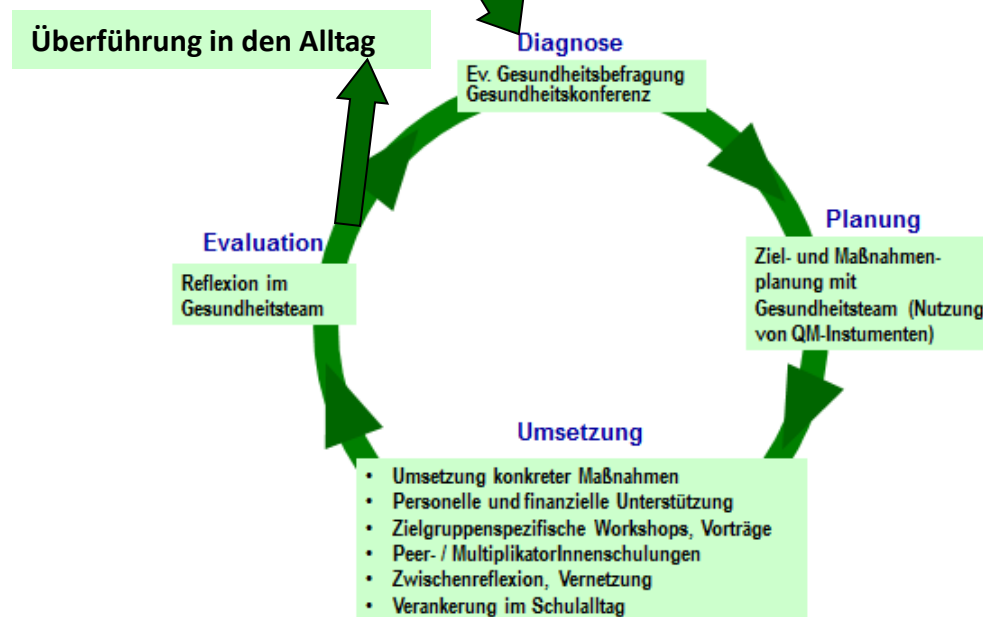 Überführung in den Alltag
Diagnose
Ev. Gesundheitsbefragung
Gesundheitskonferenz
Planung
Ziel- und Maßnahmen-
planung mit
Gesundheitsteam (Nutzung
von QM-Instumenten)
Umsetzung
• Umsetzung konkreter Maßnahmen
• Personelle und finanzielle Unterstützung
• Zielgruppenspezifische Workshops, Vorträge
• Peer- / MultiplikatorInnenschulungen
• Zwischenreflexion, Vernetzung
• Verankerung im Schulalltag
Evaluation
Reflexion im
Gesundheitsteam